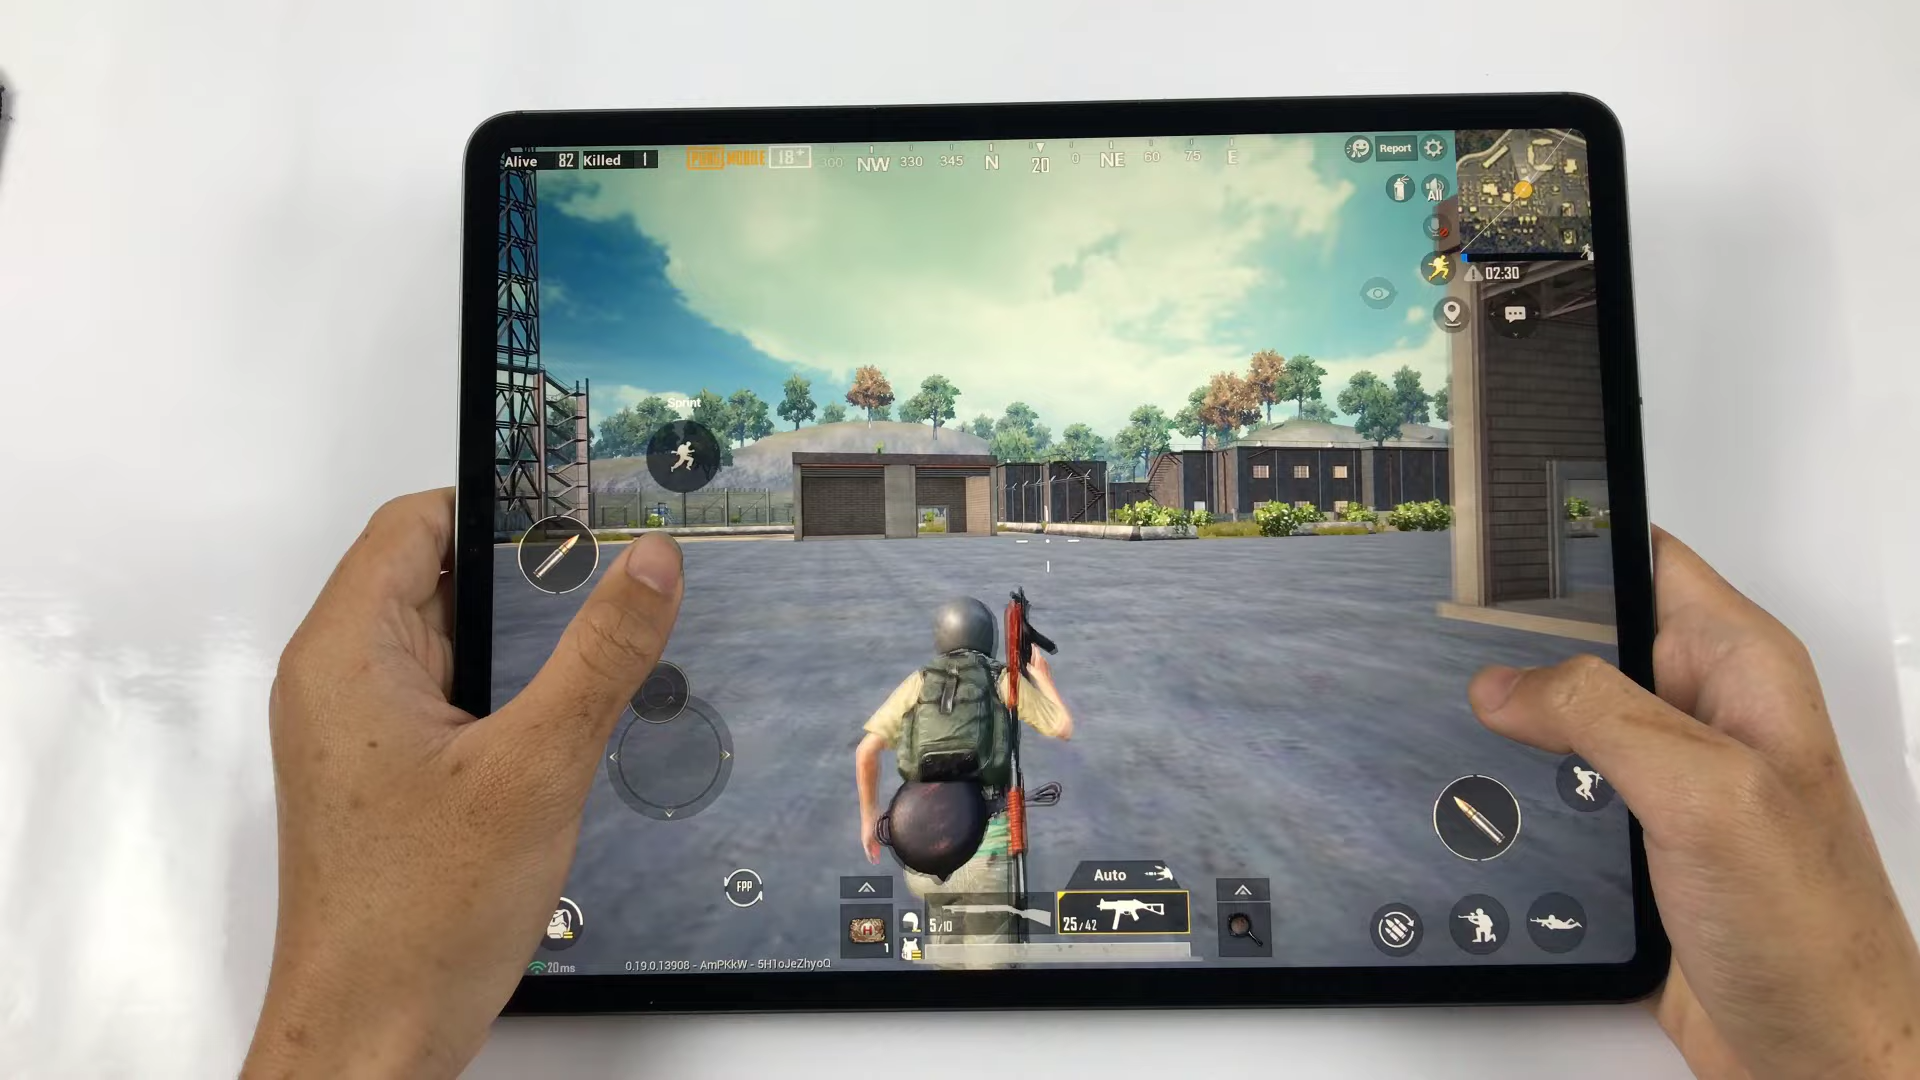 Alive 82 Killed 1
PUBG MOBILE 18+
300 NW 330 345 N 20 0 NE 60 75 E
Report
All
02:30
Sprint
FPP
Auto
5/10
25/42
1
20ms
0.19.0.13908 - AmPKkW - 5H1oJeZhyoQ